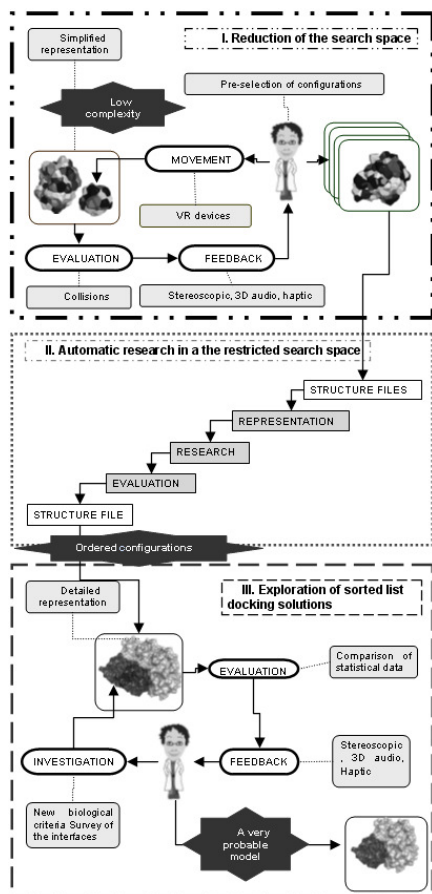 I. Reduction of the search space
Simplified
representation
Low
complexity
Pre-selection of configurations
MOVEMENT
VR devices
EVALUATION
FEEDBACK
Collisions
Stereoscopic, 3D audio, haptic
II. Automatic research in a the restricted search space
STRUCTURE FILES
REPRESENTATION
RESEARCH
EVALUATION
STRUCTURE FILE
Ordered configurations
III. Exploration of sorted list
docking solutions
Detailed
representation
EVALUATION
Comparison of
statistical data
INVESTIGATION
FEEDBACK
Stereoscopic
, 3D audio,
Haptic
New biological
criteria Survey of
the interfaces
A very
probable
model